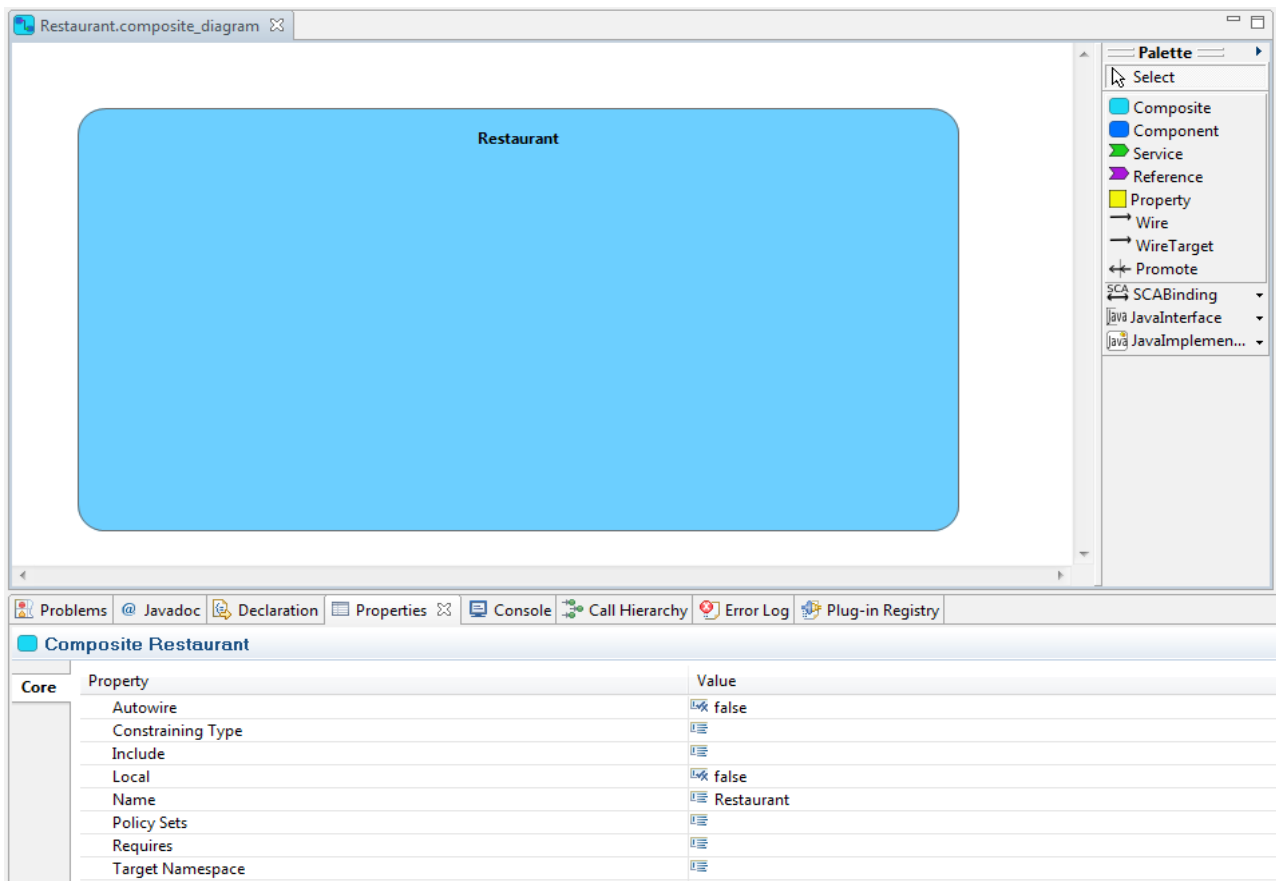 Restaurant.composite_diagram
Palette
Select
Restaurant
Composite
Component
Service
Reference
Property
Wire
WireTarget
Promote
SCA SCABinding
Java JavaInterface
Java JavaImplemen...
Problems @ Javadoc Declaration Properties Console Call Hierarchy Error Log Plug-in Registry
Composite Restaurant
Core
Property Value
Autowire false
Constraining Type
Include
Local false
Name Restaurant
Policy Sets
Requires
Target Namespace